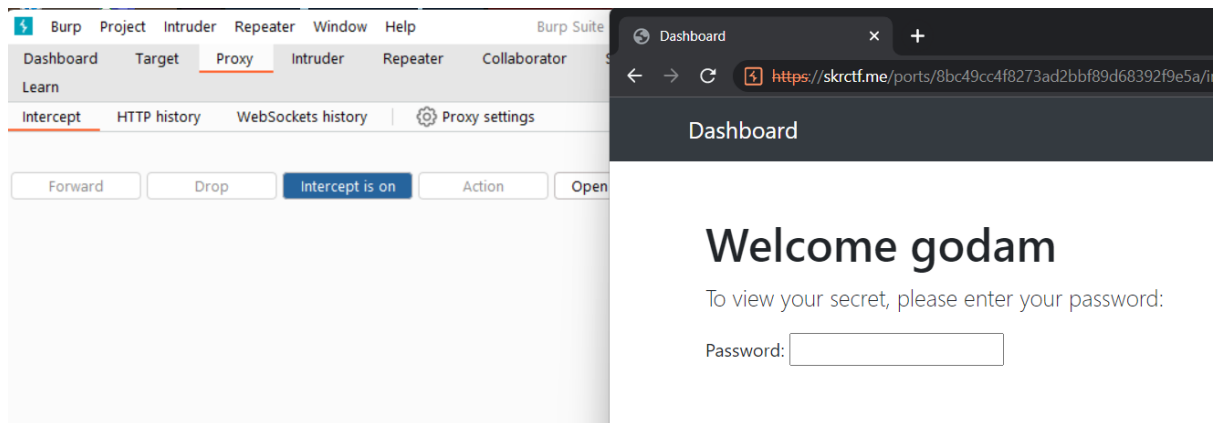 Burp Project Intruder Repeater Window Help Burp Suite
Dashboard Target Proxy Intruder Repeater Collaborator
Learn
Intercept HTTP history WebSockets history Proxy settings
Forward Drop Intercept is on Action Open
Dashboard
https://skrctf.me/ports/8bc49cc4f8273ad2bbf89d68392f9e5a/i
Dashboard
Welcome godam
To view your secret, please enter your password:
Password: